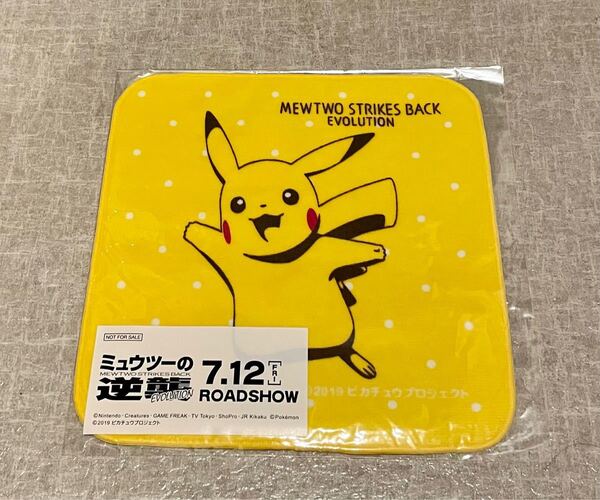 MEWTWO STRIKES BACK
EVOLUTION
©2019 ピカチュウプロジェクト
NOT FOR SALE
ミュウツーの
MEWTWO STRIKES BACK
逆襲
EVOLUTION
7.12[FRI]
ROADSHOW
©Nintendo・Creatures・GAME FREAK・TV Tokyo・ShoPro・JR Kikaku ©Pokémon
©2019 ピカチュウプロジェクト